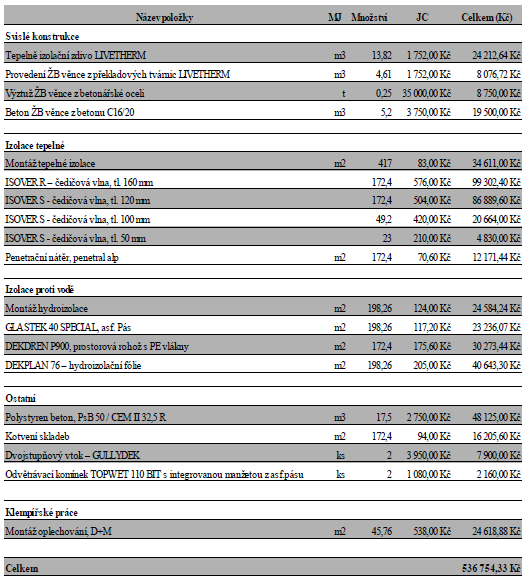 Název položky MJ Množství JC Celkem (Kč)
Svislé konstrukce
Tepelně izolační zdivo LIVETHERM m3 13,82 1 752,00 Kč 24 212,64 Kč
Provedení ŽB věnce z překladových tvárnic LIVETHERM m3 4,61 1 752,00 Kč 8 076,72 Kč
Výztuž ŽB věnce z betonářské oceli t 0,25 35 000,00 Kč 8 750,00 Kč
Beton ŽB věnce z betonu C16/20 m3 5,2 3 750,00 Kč 19 500,00 Kč
Izolace tepelné
Montáž tepelné izolace m2 417 83,00 Kč 34 611,00 Kč
ISOVER R – čedičová vlna, tl. 160 mm 172,4 576,00 Kč 99 302,40 Kč
ISOVER S - čedičová vlna, tl. 120 mm 172,4 504,00 Kč 86 889,60 Kč
ISOVER S - čedičová vlna, tl. 100 mm 49,2 420,00 Kč 20 664,00 Kč
ISOVER S - čedičová vlna, tl. 50 mm 23 210,00 Kč 4 830,00 Kč
Penetrační nátěr, penetral alp m2 172,4 70,60 Kč 12 171,44 Kč
Izolace proti vodě
Montáž hydroizolace m2 198,26 124,00 Kč 24 584,24 Kč
GLASTEK 40 SPECIAL, asf. Pás m2 198,26 117,20 Kč 23 236,07 Kč
DEKDREN P900, prostorová rohož s PE vlákny m2 172,4 175,60 Kč 30 273,44 Kč
DEKPLAN 76 – hydroizolační fólie m2 198,26 205,00 Kč 40 643,30 Kč
Ostatní
Polystyren beton, PsB 50 / CEM II 32,5 R m3 17,5 2 750,00 Kč 48 125,00 Kč
Kotvení skladeb m2 172,4 94,00 Kč 16 205,60 Kč
Dvojstupňový vtok – GULLYDEK ks 2 3 950,00 Kč 7 900,00 Kč
Odvětrávací komínek TOPWET 110 BIT s integrovanou manžetou z asf.pásu ks 2 1 080,00 Kč 2 160,00 Kč
Klempířské práce
Montáž oplechování, D+M m2 45,76 538,00 Kč 24 618,88 Kč
Celkem 536 754,33 Kč